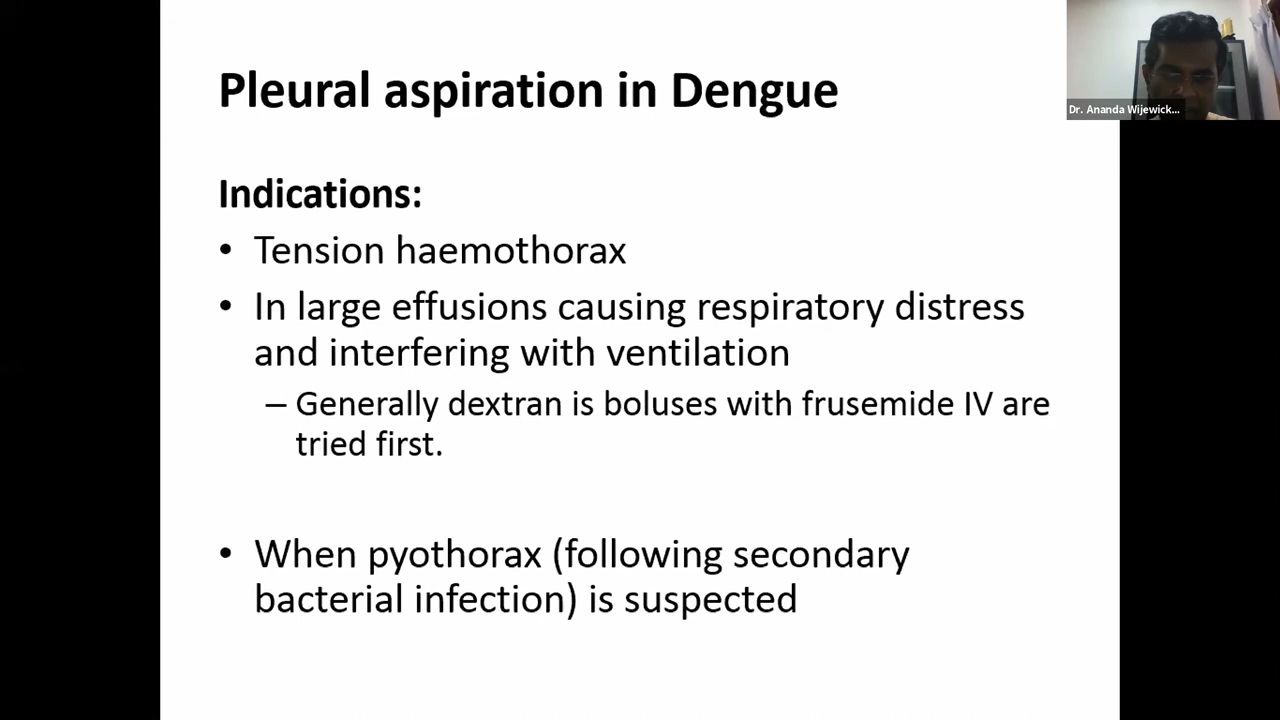 Pleural aspiration in Dengue
Dr. Ananda Wijewick...
Indications:
• Tension haemothorax
• In large effusions causing respiratory distress
and interfering with ventilation
– Generally dextran is boluses with frusemide IV are
tried first.
• When pyothorax (following secondary
bacterial infection) is suspected